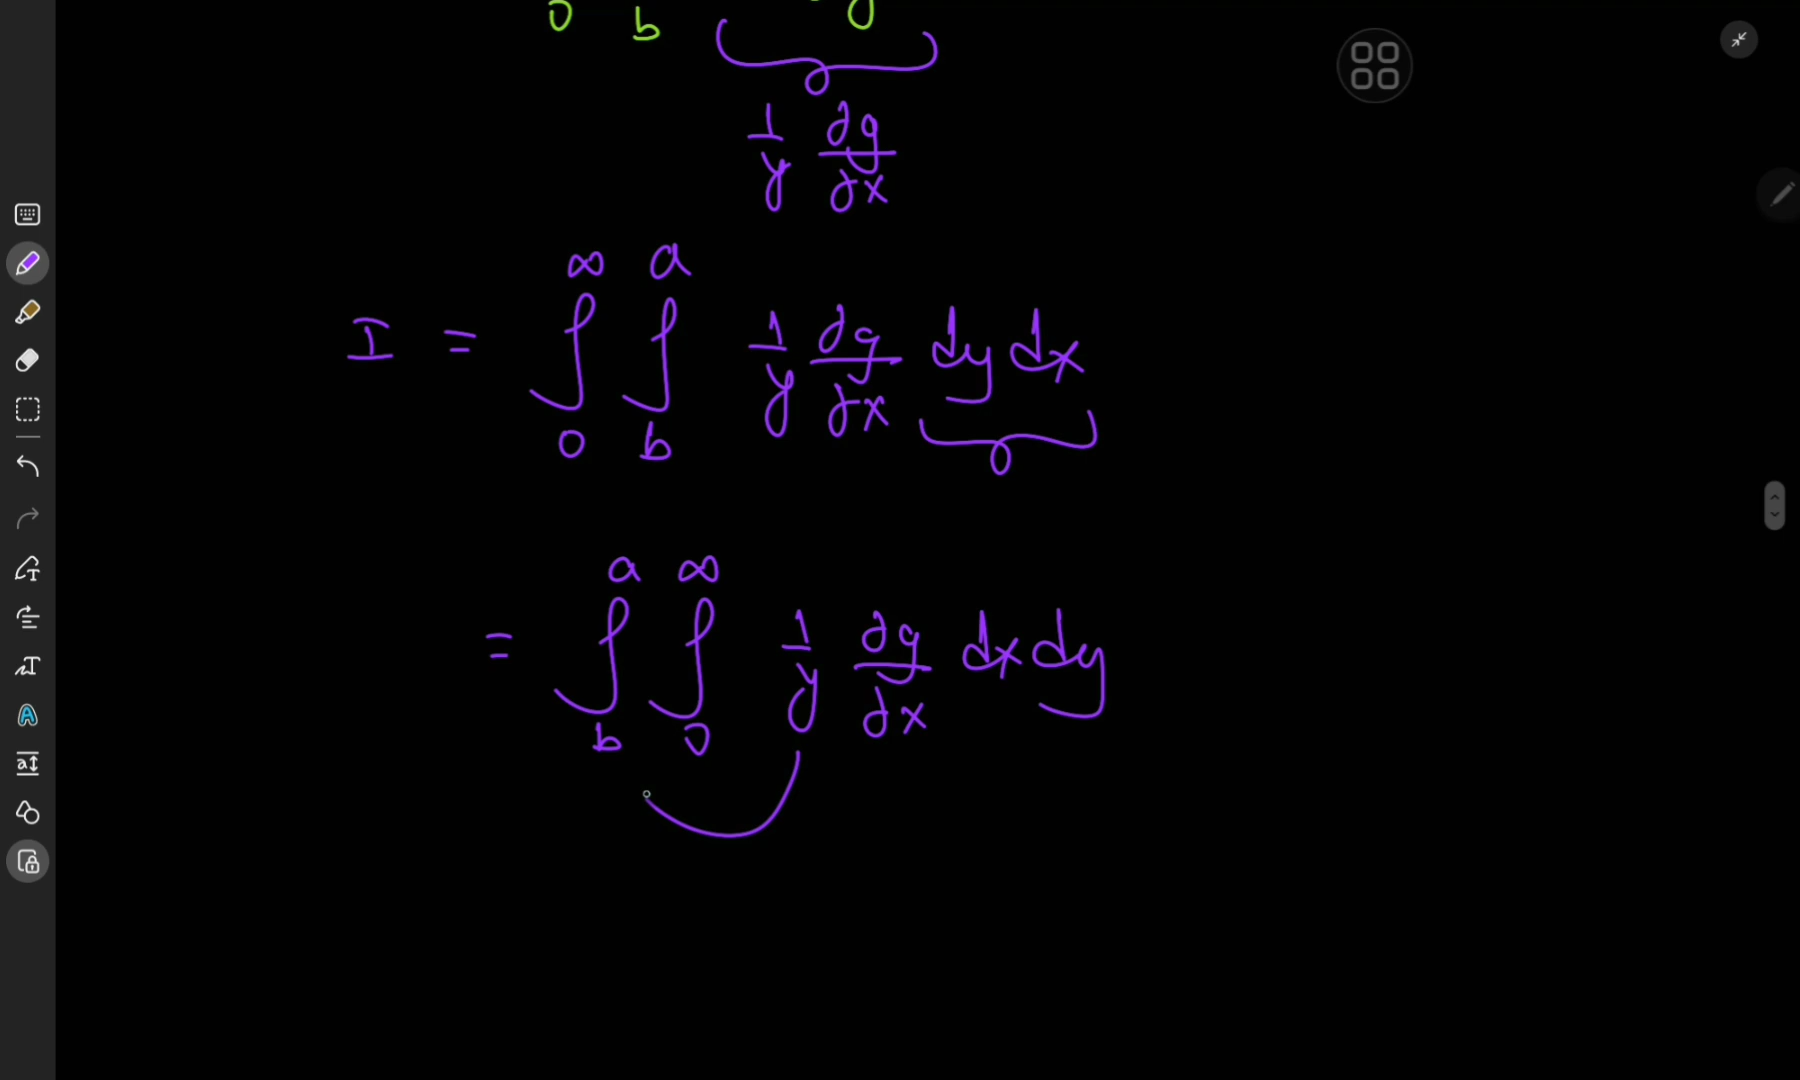 0 b y
1/y ∂g/∂x
I = ∫_0^∞ ∫_b^a 1/y ∂g/∂x dy dx
= ∫_b^a ∫_0^∞ 1/y ∂g/∂x dx dy